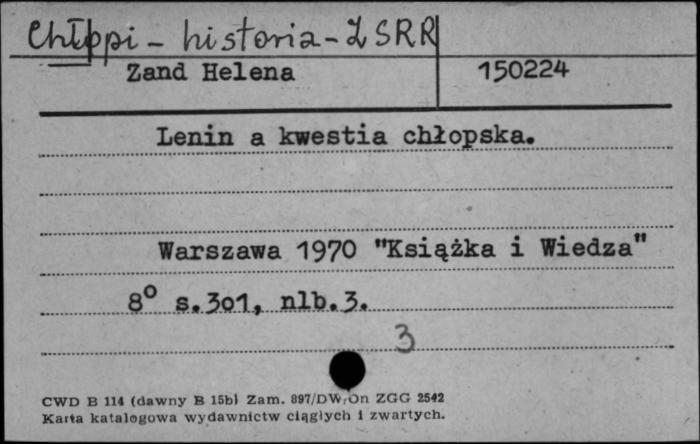 Chłopi - historia - ZSRR
Zand Helena 150224
Lenin a kwestia chłopska.
Warszawa 1970 "Książka i Wiedza"
8° s.301, nlb.3.
3
CWD B 114 (dawny B 15b) Zam. 897/DW/On ZGG 2542
Karta katalogowa wydawnictw ciągłych i zwartych.